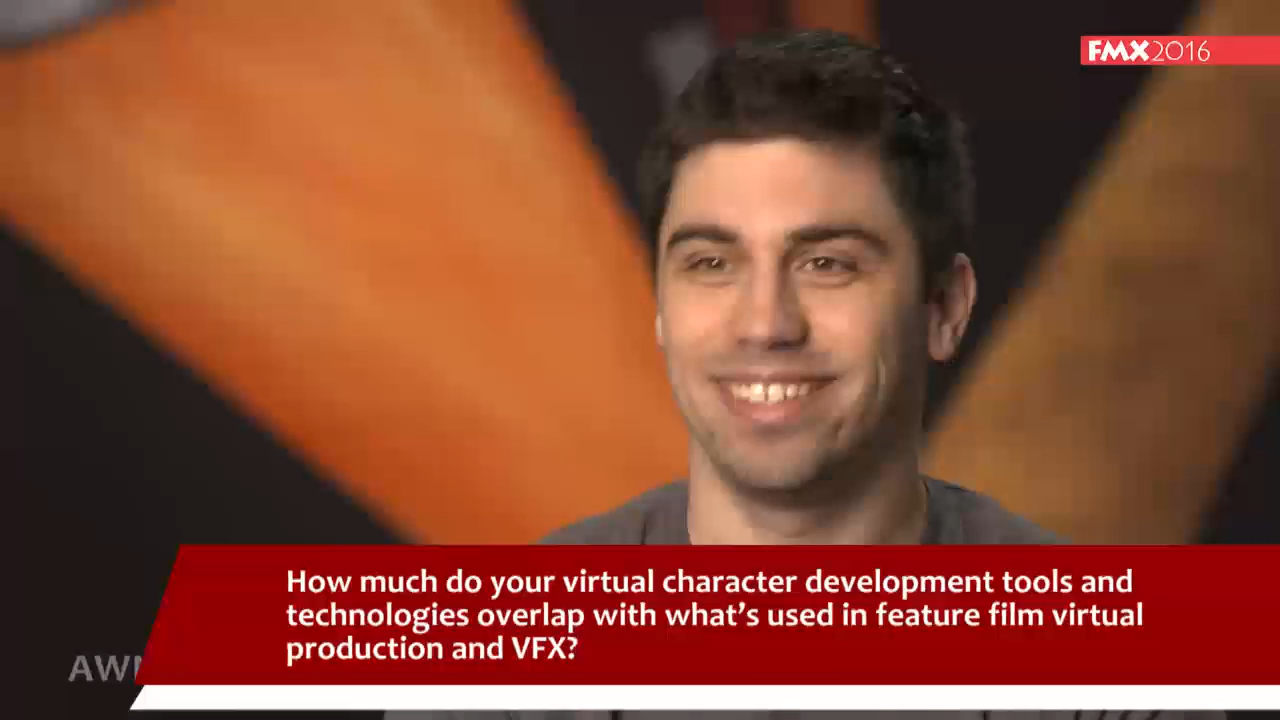 FMX2016
How much do your virtual character development tools and
technologies overlap with what's used in feature film virtual
production and VFX?